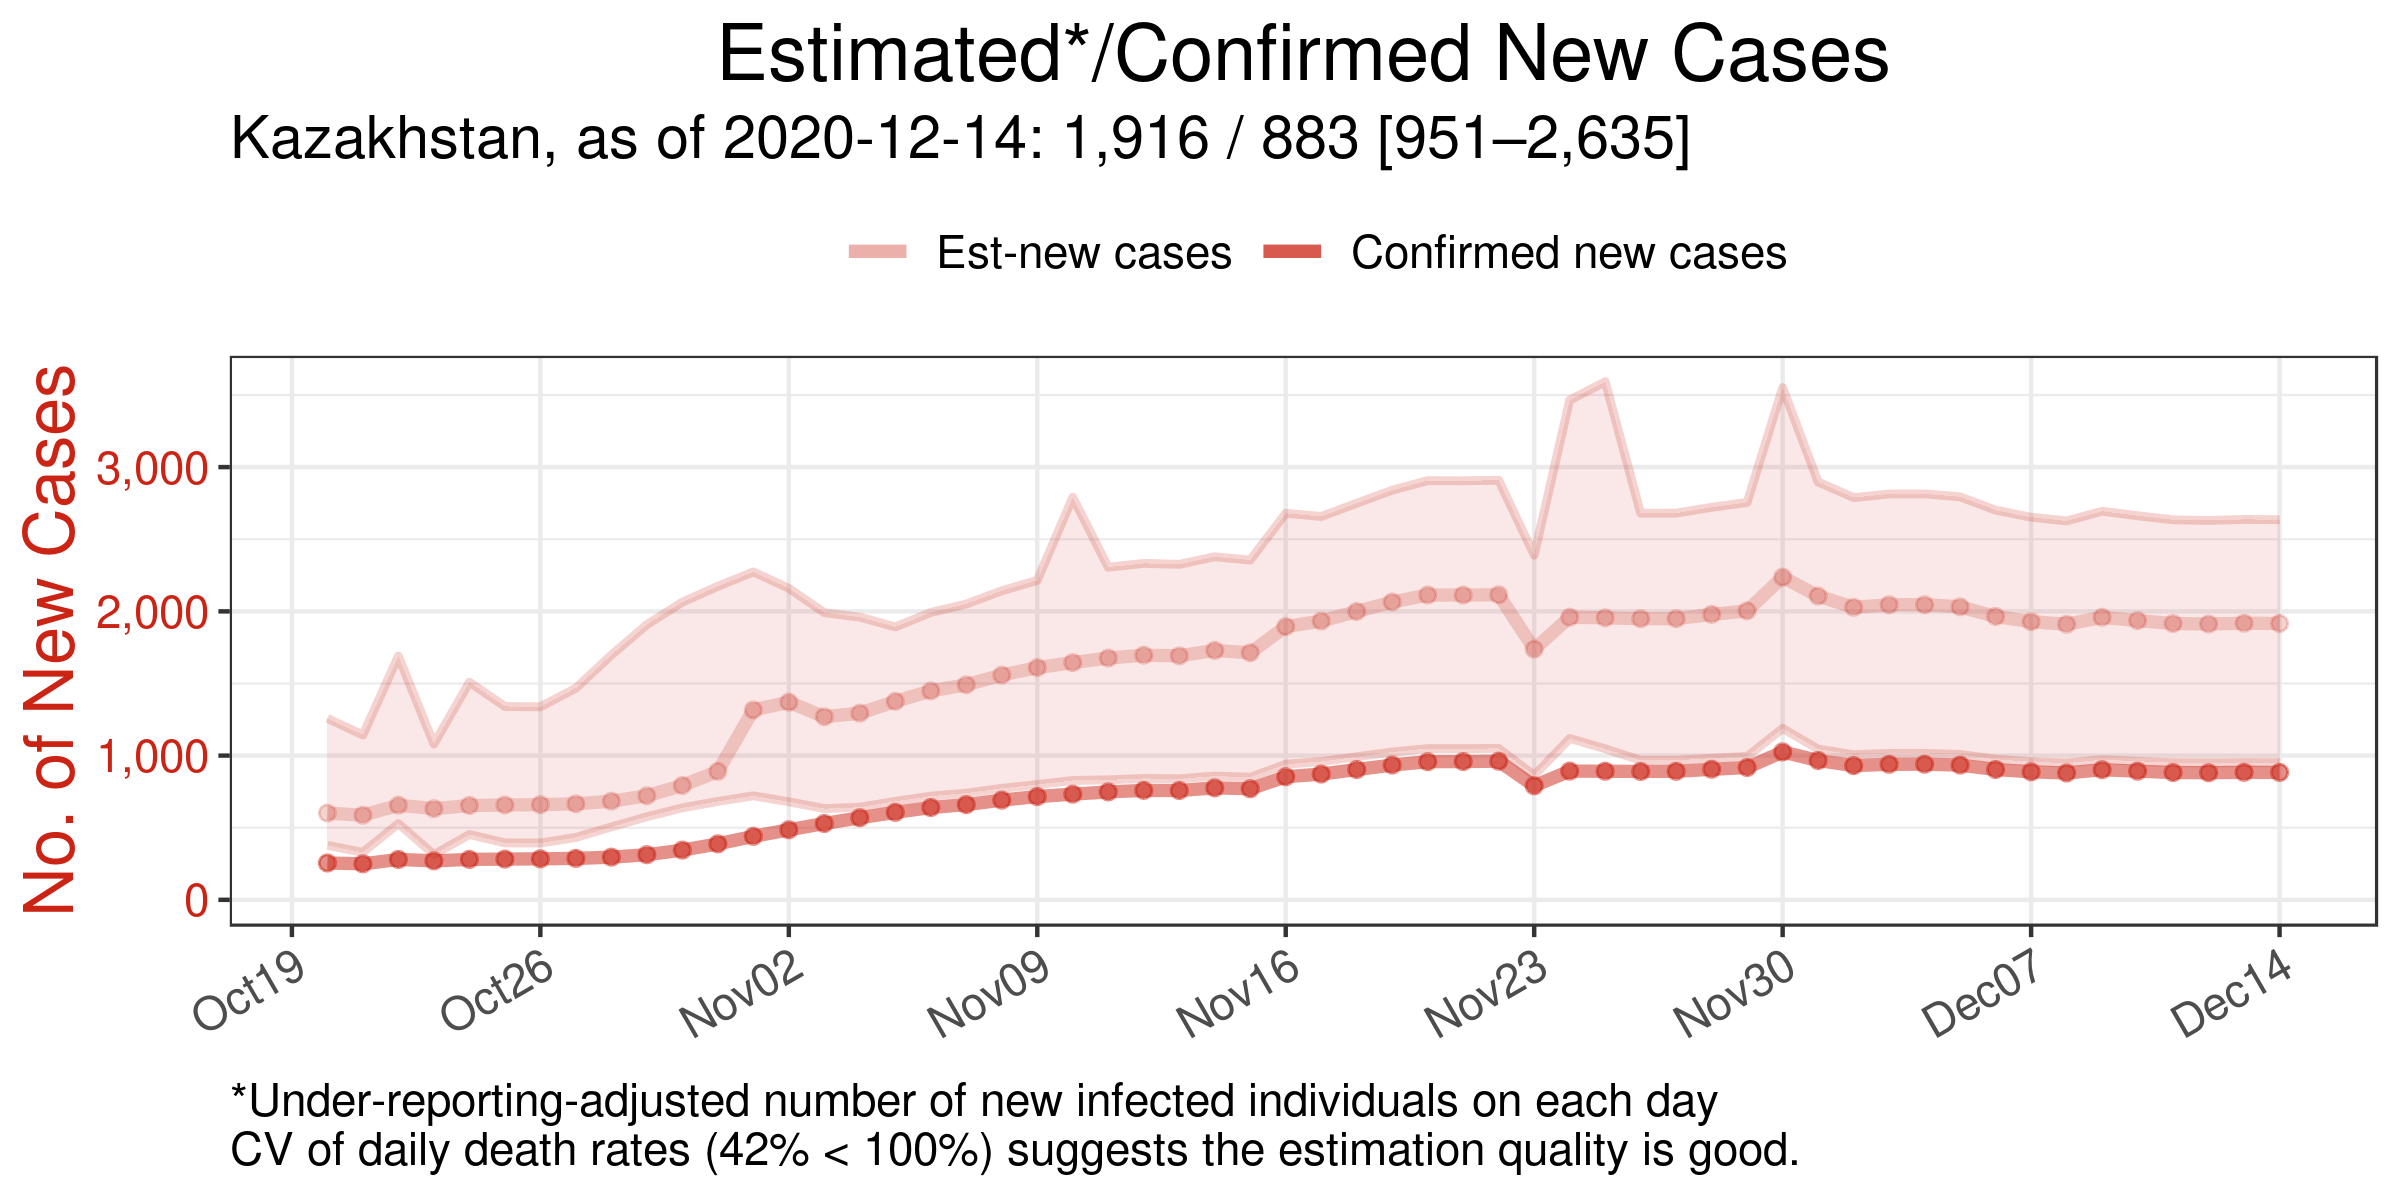 Estimated*/Confirmed New Cases
Kazakhstan, as of 2020-12-14: 1,916 / 883 [951–2,635]
Est-new cases
Confirmed new cases
No. of New Cases
3,000
2,000
1,000
0
Oct19
Oct26
Nov02
Nov09
Nov16
Nov23
Nov30
Dec07
Dec14
*Under-reporting-adjusted number of new infected individuals on each day
CV of daily death rates (42% < 100%) suggests the estimation quality is good.